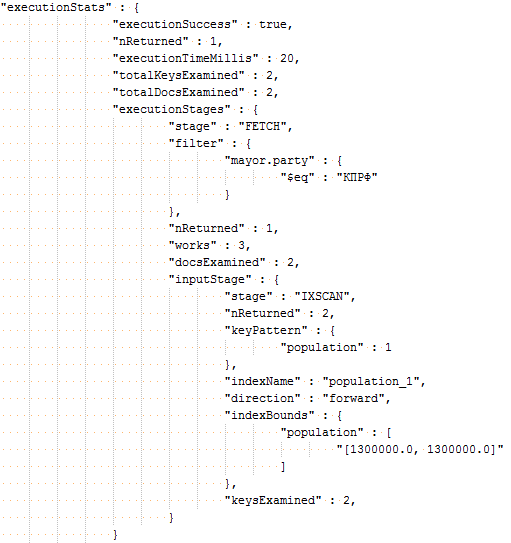 "executionStats" : {
"executionSuccess" : true,
"nReturned" : 1,
"executionTimeMillis" : 20,
"totalKeysExamined" : 2,
"totalDocsExamined" : 2,
"executionStages" : {
"stage" : "FETCH",
"filter" : {
"mayor.party" : {
"$eq" : "КПРФ"
}
},
"nReturned" : 1,
"works" : 3,
"docsExamined" : 2,
"inputStage" : {
"stage" : "IXSCAN",
"nReturned" : 2,
"keyPattern" : {
"population" : 1
},
"indexName" : "population_1",
"direction" : "forward",
"indexBounds" : {
"population" : [
"[1300000.0, 1300000.0]"
]
},
"keysExamined" : 2,
}
}